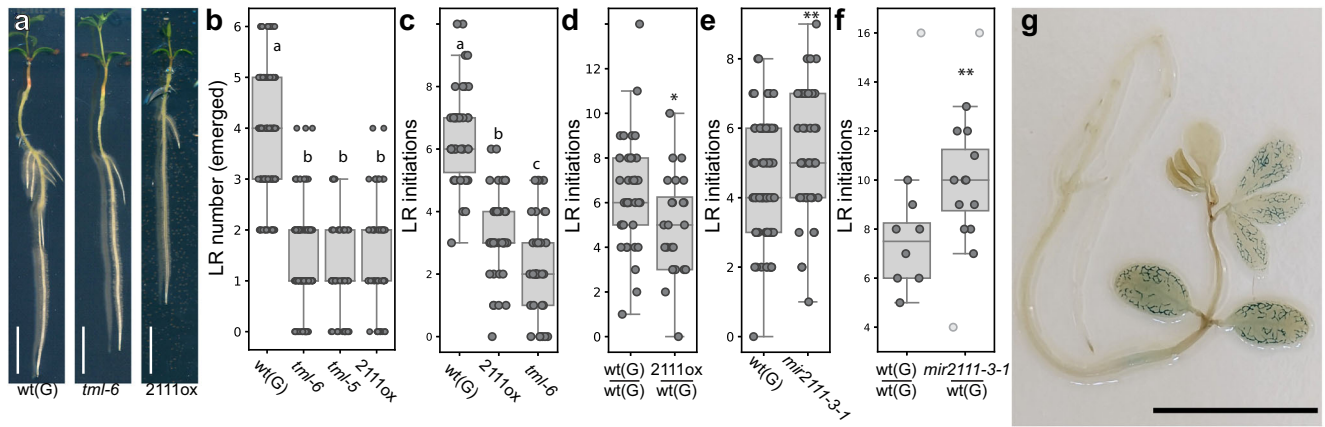 a
wt(G) tml-6 2111ox
b
LR number (emerged)
6
5
4
3
2
1
0
a
b b b
wt(G) tml-6 tml-5 2111ox
c
LR initiations
8
6
4
2
0
a
b
c
wt(G) 2111ox tml-6
d
LR initiations
12
10
8
6
4
2
0
*
wt(G) 2111ox
wt(G) wt(G)
e
LR initiations
8
6
4
2
0
**
wt(G) mir2111-3-1
f
LR initiations
16
14
12
10
8
6
4
**
wt(G) mir2111-3-1
wt(G) wt(G)
g